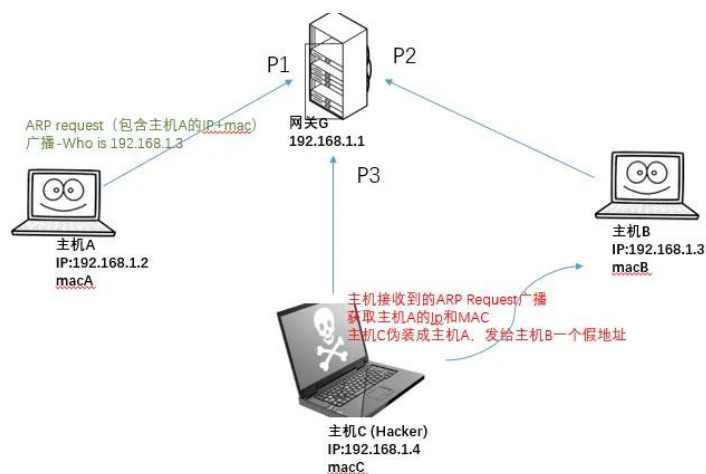 P1
P2
网关G
192.168.1.1
ARP request（包含主机A的IP+mac）
广播-Who is 192.168.1.3
P3
主机A
IP:192.168.1.2
macA
主机B
IP:192.168.1.3
macB
主机接收到的ARP Request广播
获取主机A的Ip和MAC
主机C伪装成主机A，发给主机B一个假地址
主机C (Hacker)
IP:192.168.1.4
macC